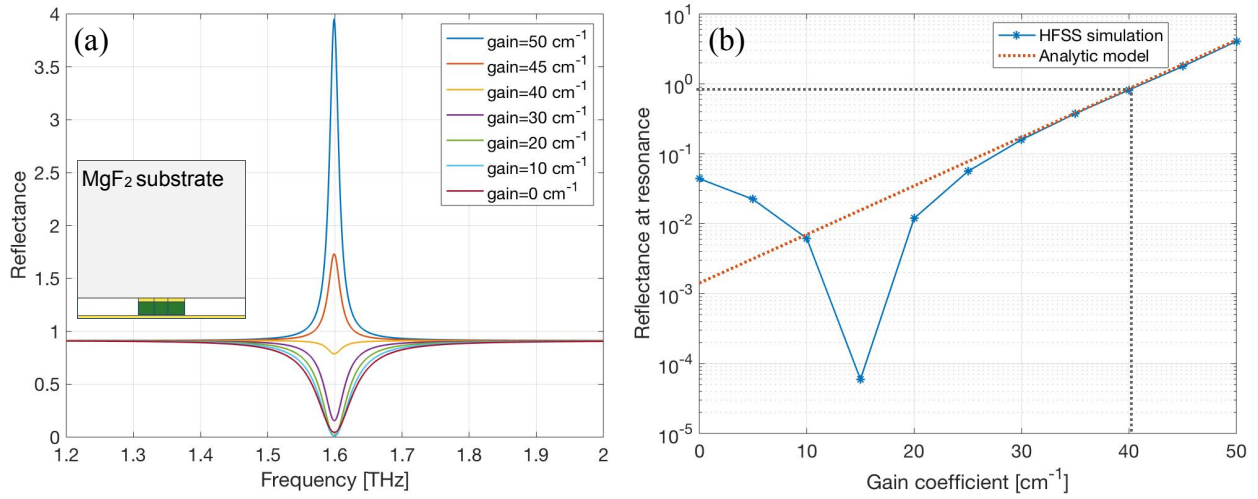 (a)
4
3.5
3
2.5
2
1.5
1
0.5
0
Reflectance
gain=50 cm⁻¹
gain=45 cm⁻¹
gain=40 cm⁻¹
gain=30 cm⁻¹
gain=20 cm⁻¹
gain=10 cm⁻¹
gain=0 cm⁻¹
MgF₂ substrate
1.2 1.3 1.4 1.5 1.6 1.7 1.8 1.9 2
Frequency [THz]
(b)
10¹
10⁰
10⁻¹
10⁻²
10⁻³
10⁻⁴
10⁻⁵
Reflectance at resonance
HFSS simulation
Analytic model
0 10 20 30 40 50
Gain coefficient [cm⁻¹]